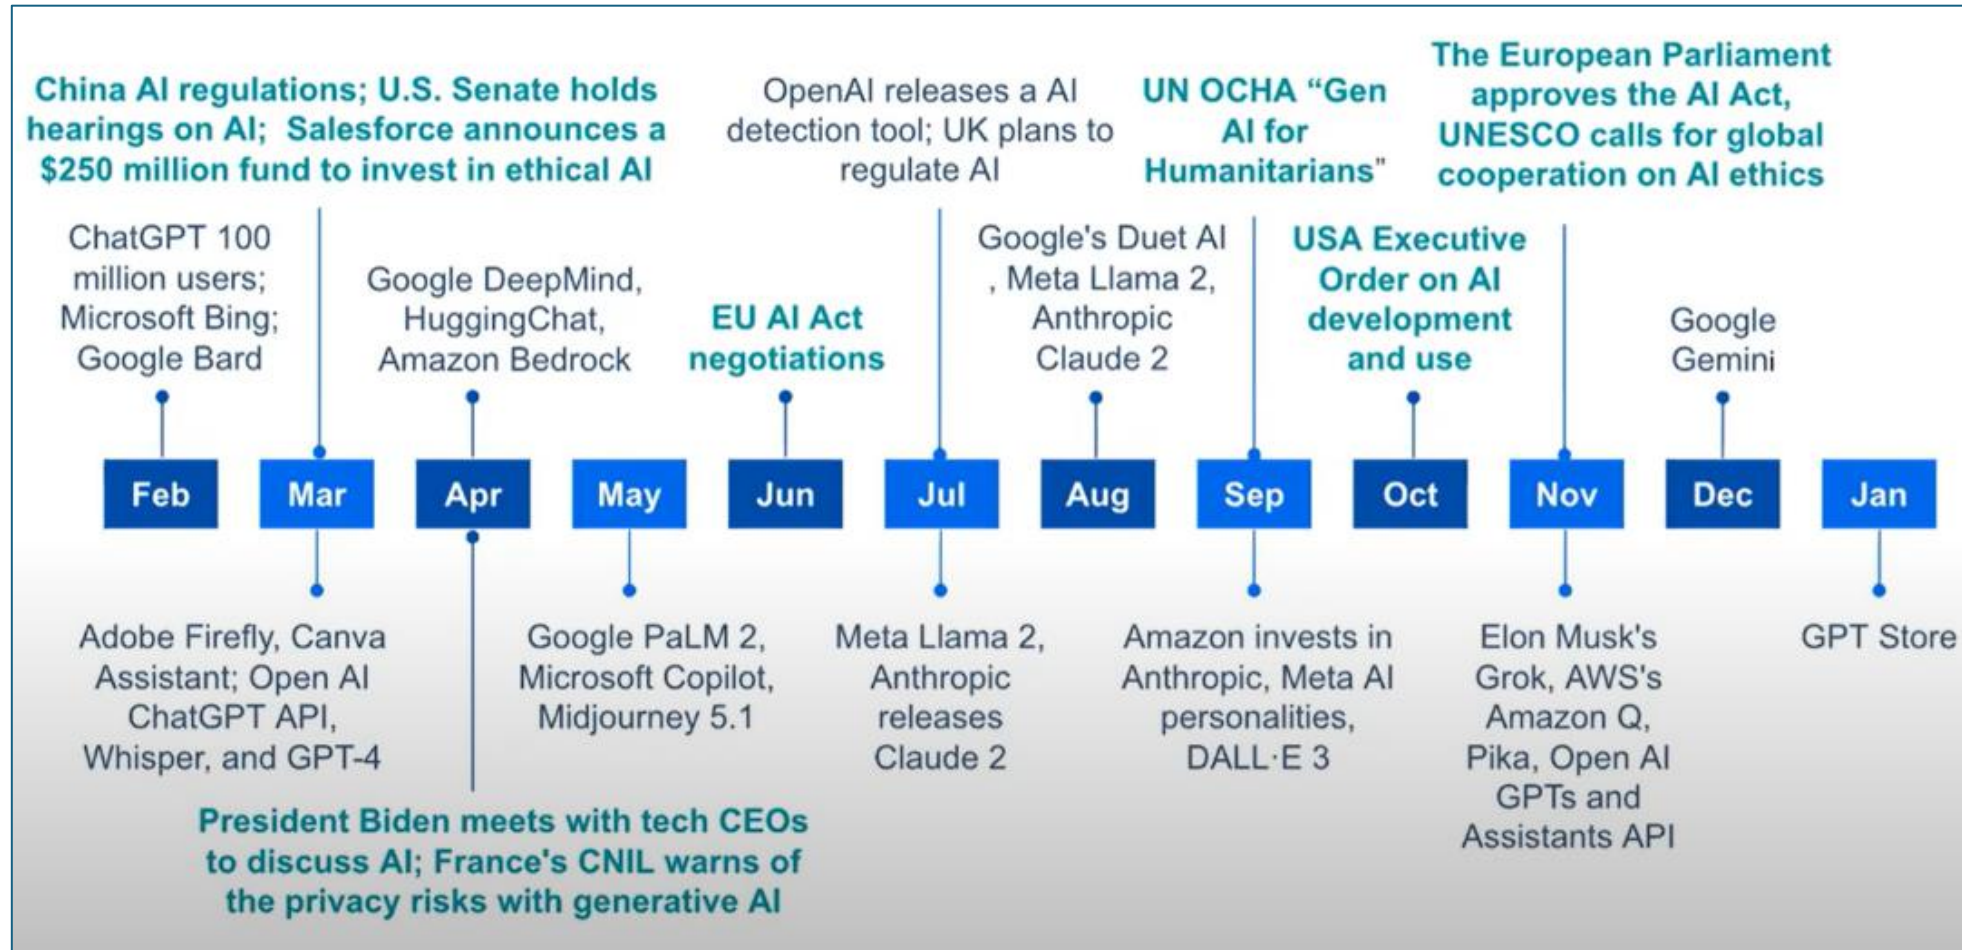 China AI regulations; U.S. Senate holds
hearings on AI;  Salesforce announces a
$250 million fund to invest in ethical AI
OpenAI releases a AI
detection tool; UK plans to
regulate AI
UN OCHA “Gen
AI for
Humanitarians”
The European Parliament
approves the AI Act,
UNESCO calls for global
cooperation on AI ethics
ChatGPT 100
million users;
Microsoft Bing;
Google Bard
Google DeepMind,
HuggingChat,
Amazon Bedrock
EU AI Act
negotiations
Google's Duet AI
, Meta Llama 2,
Anthropic
Claude 2
USA Executive
Order on AI
development
and use
Google
Gemini
Feb
Mar
Apr
May
Jun
Jul
Aug
Sep
Oct
Nov
Dec
Jan
Adobe Firefly, Canva
Assistant; Open AI
ChatGPT API,
Whisper, and GPT-4
President Biden meets with tech CEOs
to discuss AI; France's CNIL warns of
the privacy risks with generative AI
Google PaLM 2,
Microsoft Copilot,
Midjourney 5.1
Meta Llama 2,
Anthropic
releases
Claude 2
Amazon invests in
Anthropic, Meta AI
personalities,
DALL·E 3
Elon Musk's
Grok, AWS's
Amazon Q,
Pika, Open AI
GPTs and
Assistants API
GPT Store